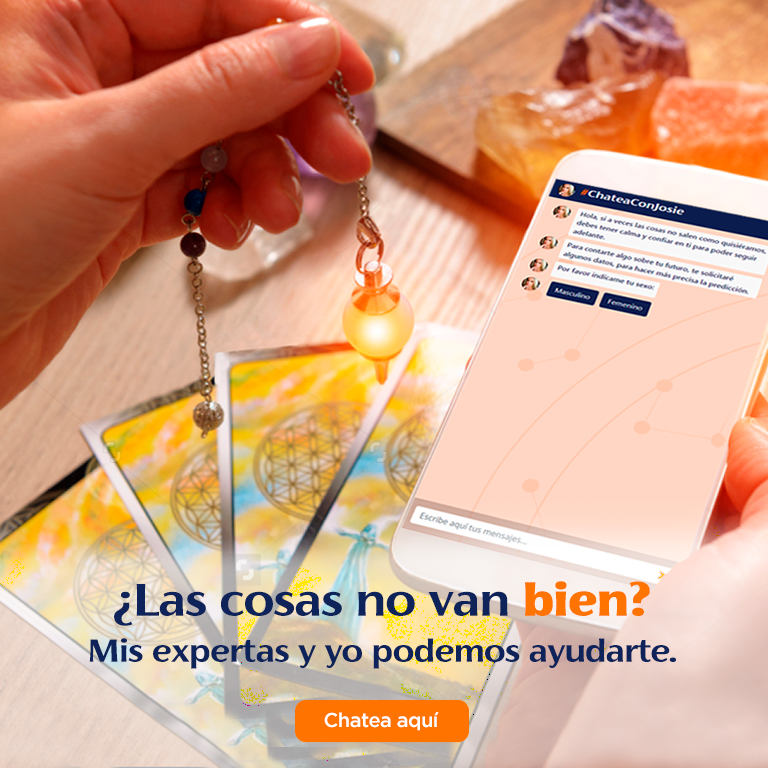 #ChateaConJosie
Hola, si a veces las cosas no salen como quisiéramos,
debes tener calma y confiar en ti para poder seguir
adelante.
Para contarte algo sobre tu futuro, te solicitaré
algunos datos, para hacer más precisa la predicción.
Por favor indícame tu sexo:
Masculino
Femenino
Escribe aquí tus mensajes...
¿Las cosas no van bien?
Mis expertas y yo podemos ayudarte.
Chatea aquí